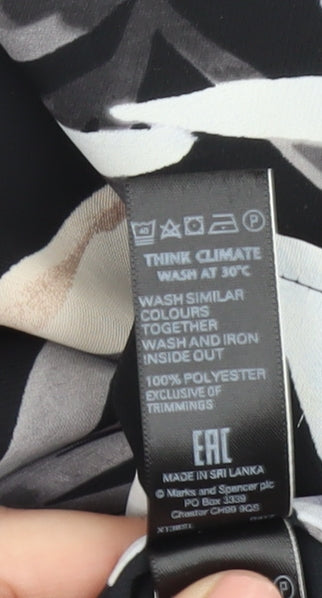 40 P
THINK CLIMATE
WASH AT 30°C
WASH SIMILAR
COLOURS
TOGETHER
WASH AND IRON
INSIDE OUT
100% POLYESTER
EXCLUSIVE OF
TRIMMINGS
EAC
MADE IN SRI LANKA
© Marks and Spencer plc
PO Box 3339
Chester CH99 9QS
P